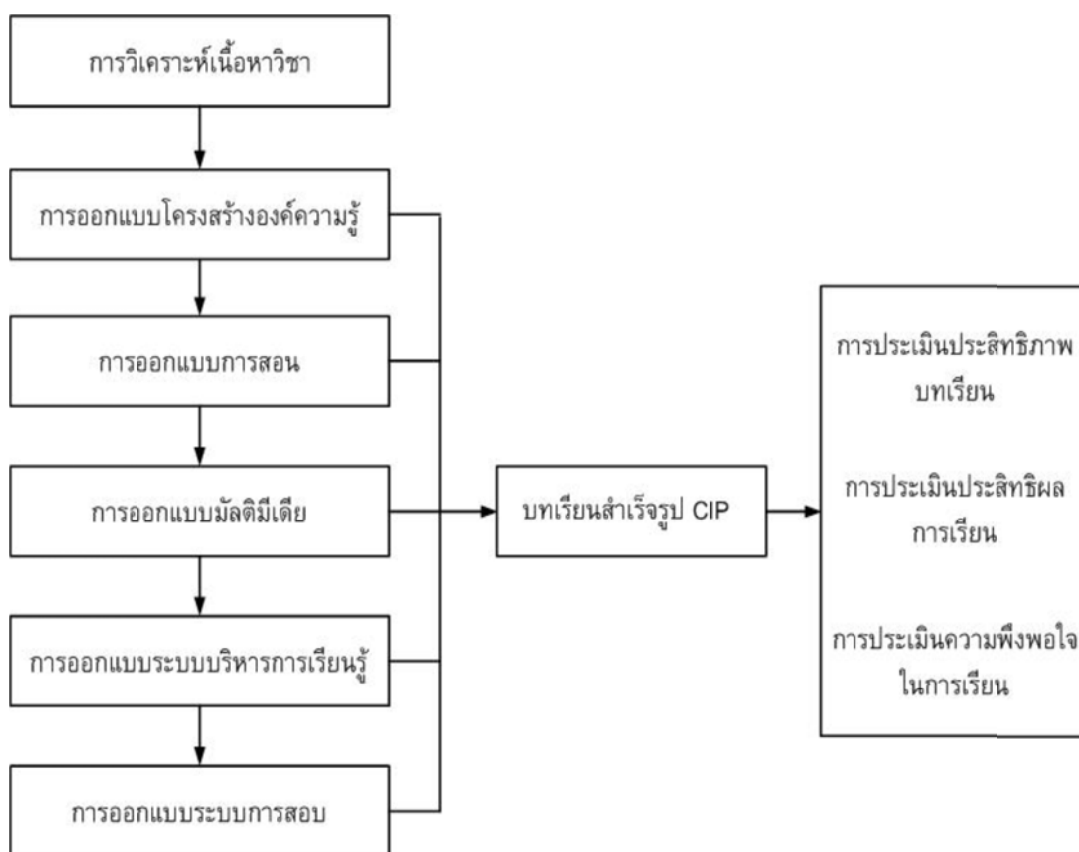 การวิเคราะห์เนื้อหาวิชา
การออกแบบโครงสร้างองค์ความรู้
การออกแบบการสอน
การออกแบบมัลติมีเดีย
การออกแบบระบบบริหารการเรียนรู้
การออกแบบระบบการสอบ
บทเรียนสำเร็จรูป CIP
การประเมินประสิทธิภาพ
บทเรียน
การประเมินประสิทธิผล
การเรียน
การประเมินความพึงพอใจ
ในการเรียน